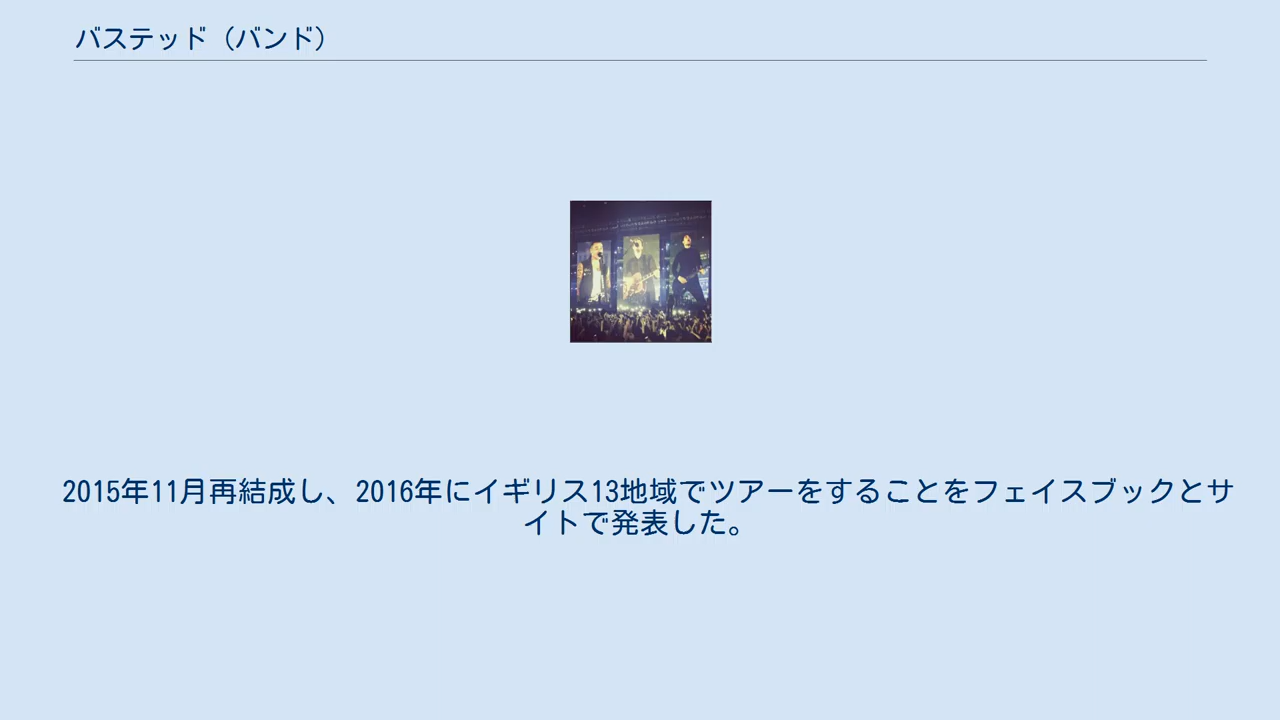 バステッド（バンド）
2015年11月再結成し、2016年にイギリス13地域でツアーをすることをフェイスブックとサ
イトで発表した。